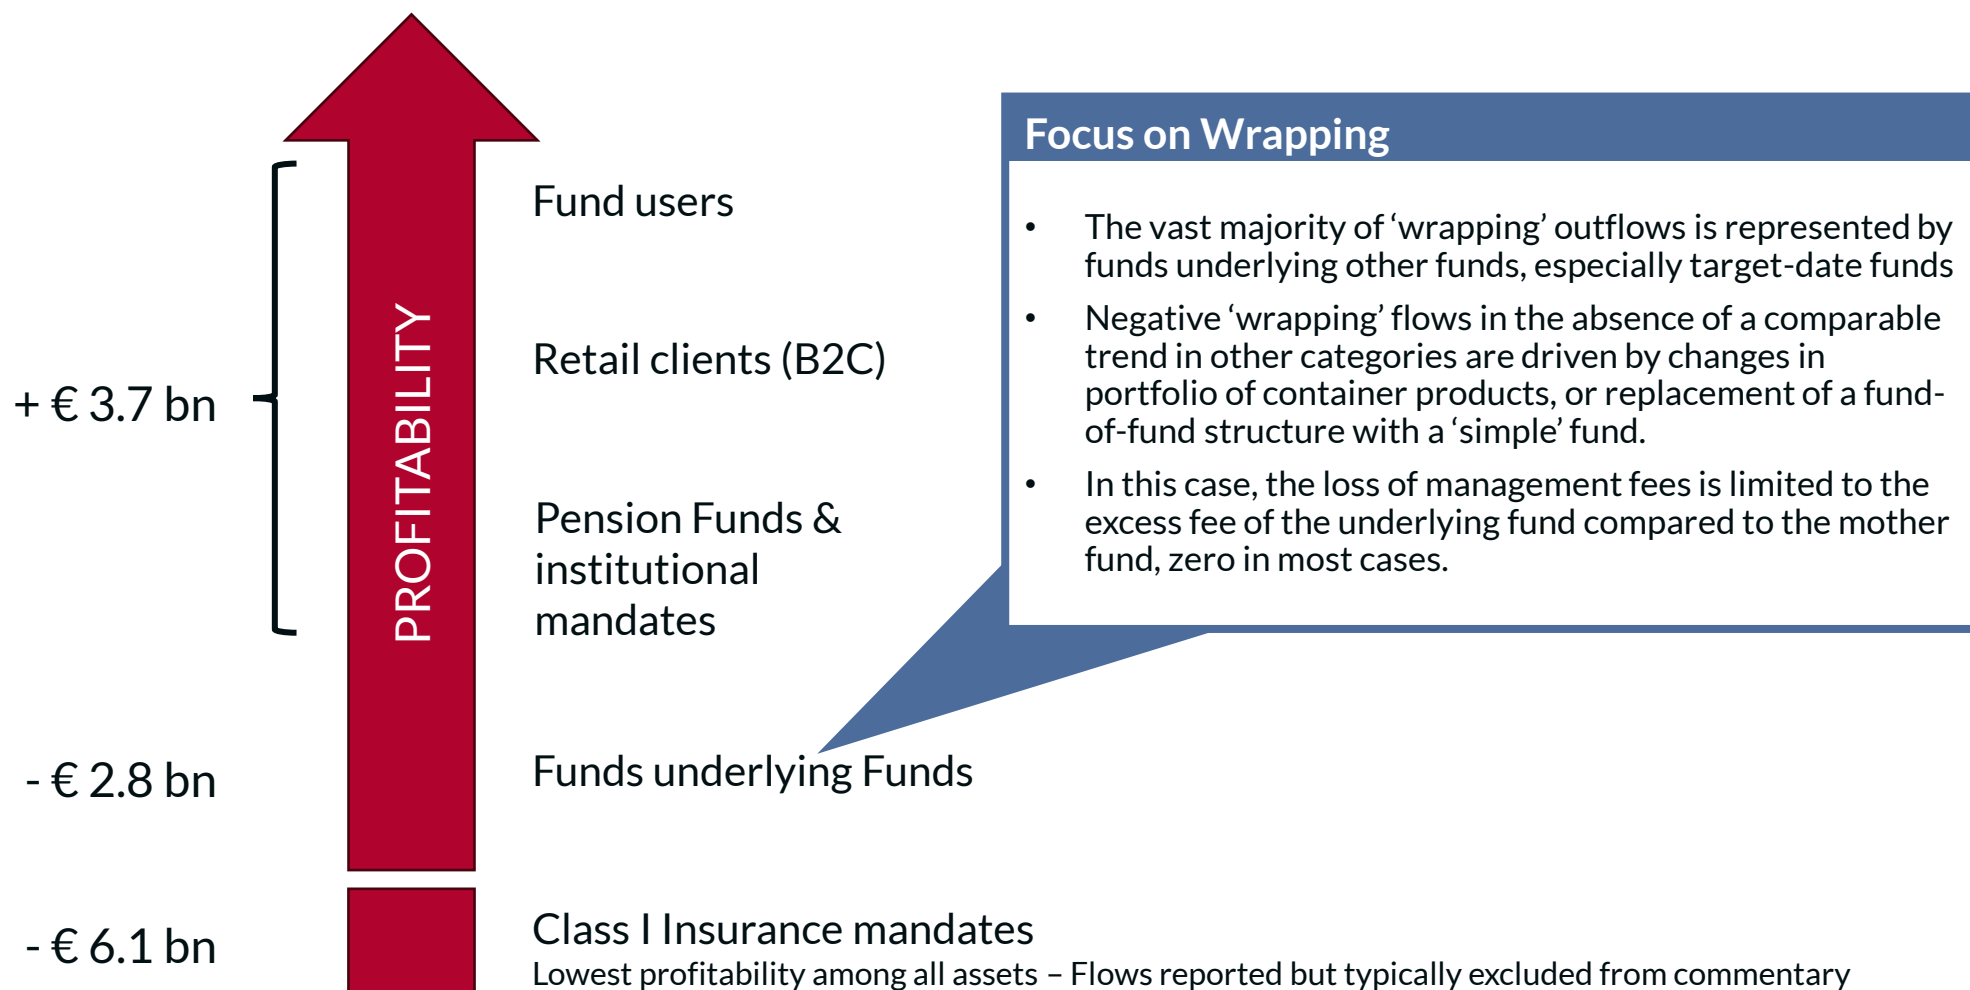 Fund users
Retail clients (B2C)
+ € 3.7 bn
PROFITABILITY
Pension Funds &
institutional
mandates
- € 2.8 bn
Funds underlying Funds
- € 6.1 bn
Class I Insurance mandates
Lowest profitability among all assets – Flows reported but typically excluded from commentary
Focus on Wrapping
• The vast majority of ‘wrapping’ outflows is represented by
funds underlying other funds, especially target-date funds
• Negative ‘wrapping’ flows in the absence of a comparable
trend in other categories are driven by changes in
portfolio of container products, or replacement of a fund-
of-fund structure with a ‘simple’ fund.
• In this case, the loss of management fees is limited to the
excess fee of the underlying fund compared to the mother
fund, zero in most cases.